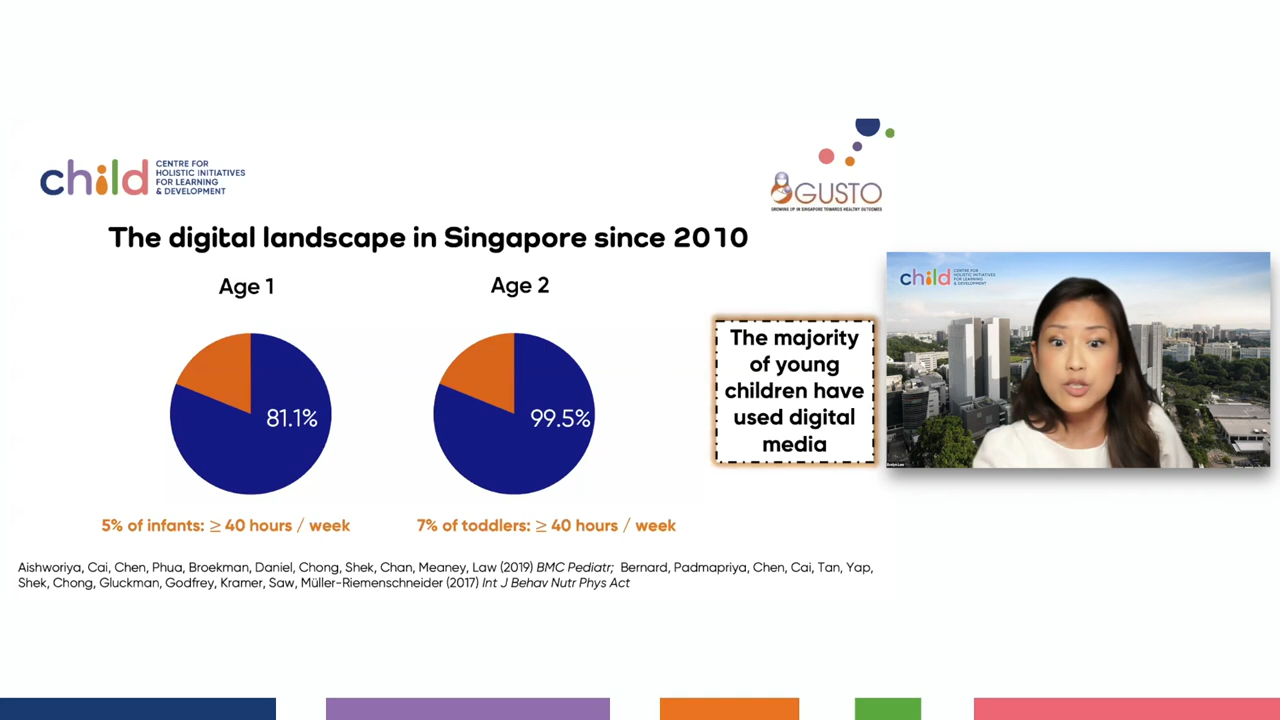 child
CENTRE FOR
HOLISTIC INITIATIVES
FOR LEARNING
& DEVELOPMENT
GUSTO
GROWING UP IN SINGAPORE TOWARDS HEALTHY OUTCOMES
The digital landscape in Singapore since 2010
Age 1
Age 2
81.1%
99.5%
The majority
of young
children have
used digital
media
5% of infants: ≥ 40 hours / week
7% of toddlers: ≥ 40 hours / week
Aishworiya, Cai, Chen, Phua, Broekman, Daniel, Chong, Shek, Chan, Meaney, Law (2019) BMC Pediatr; Bernard, Padmapriya, Chen, Cai, Tan, Yap,
Shek, Chong, Gluckman, Godfrey, Kramer, Saw, Müller-Riemenschneider (2017) Int J Behav Nutr Phys Act
child
CENTRE FOR
HOLISTIC INITIATIVES
FOR LEARNING
& DEVELOPMENT
Evelyn Law